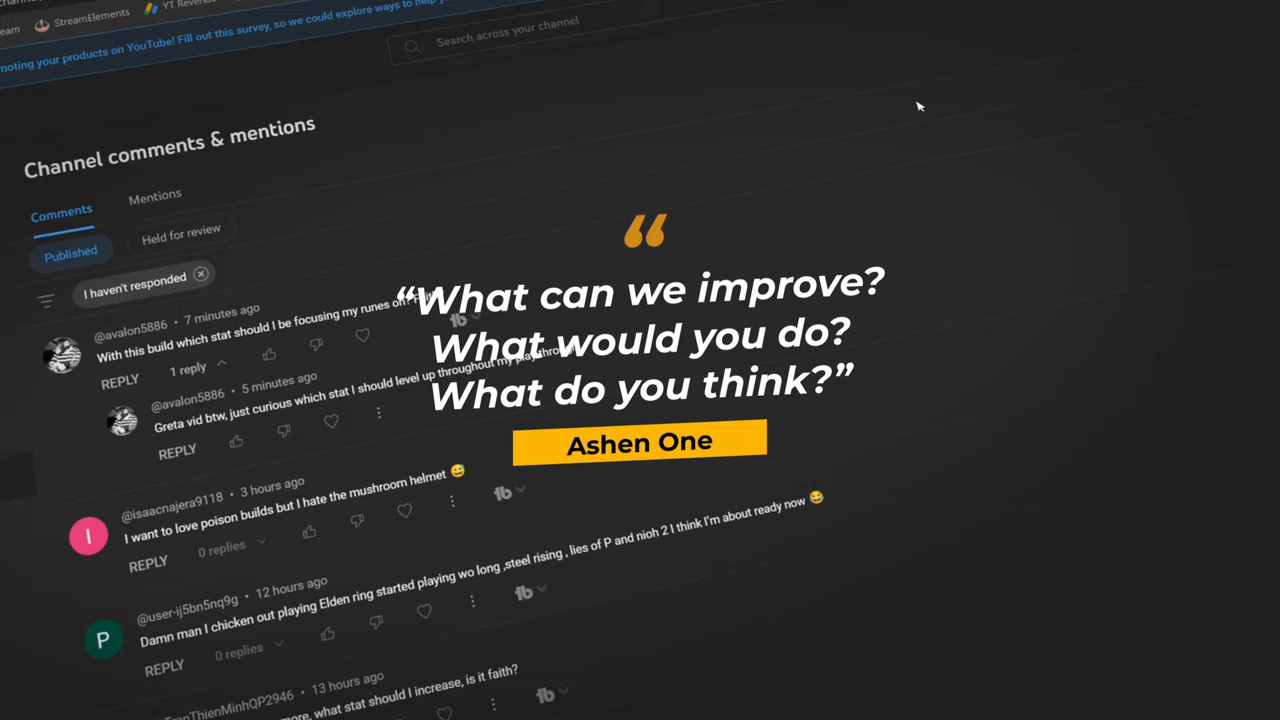 eam StreamElements YT Revenue
moting your products on YouTube! Fill out this survey, so we could explore ways to help
Search across your channel
Channel comments & mentions
Comments Mentions
Published Held for review
I haven't responded
@avalon5886 • 7 minutes ago
With this build which stat should I be focusing my runes on?
REPLY 1 reply
@avalon5886 • 5 minutes ago
Greta vid btw, just curious which stat I should level up throughout my playthrough
REPLY
“What can we improve?
What would you do?
What do you think?”
Ashen One
@isaacnajera9118 • 3 hours ago
I want to love poison builds but I hate the mushroom helmet 😅
REPLY 0 replies
@user-ij5bn5nq9g • 12 hours ago
Damn man I chicken out playing Elden ring started playing wo long ,steel rising , lies of P and nioh 2 I think I'm about ready now 😂
REPLY 0 replies
TranThienMinhQP2946 • 13 hours ago
more, what stat should I increase, is it faith?